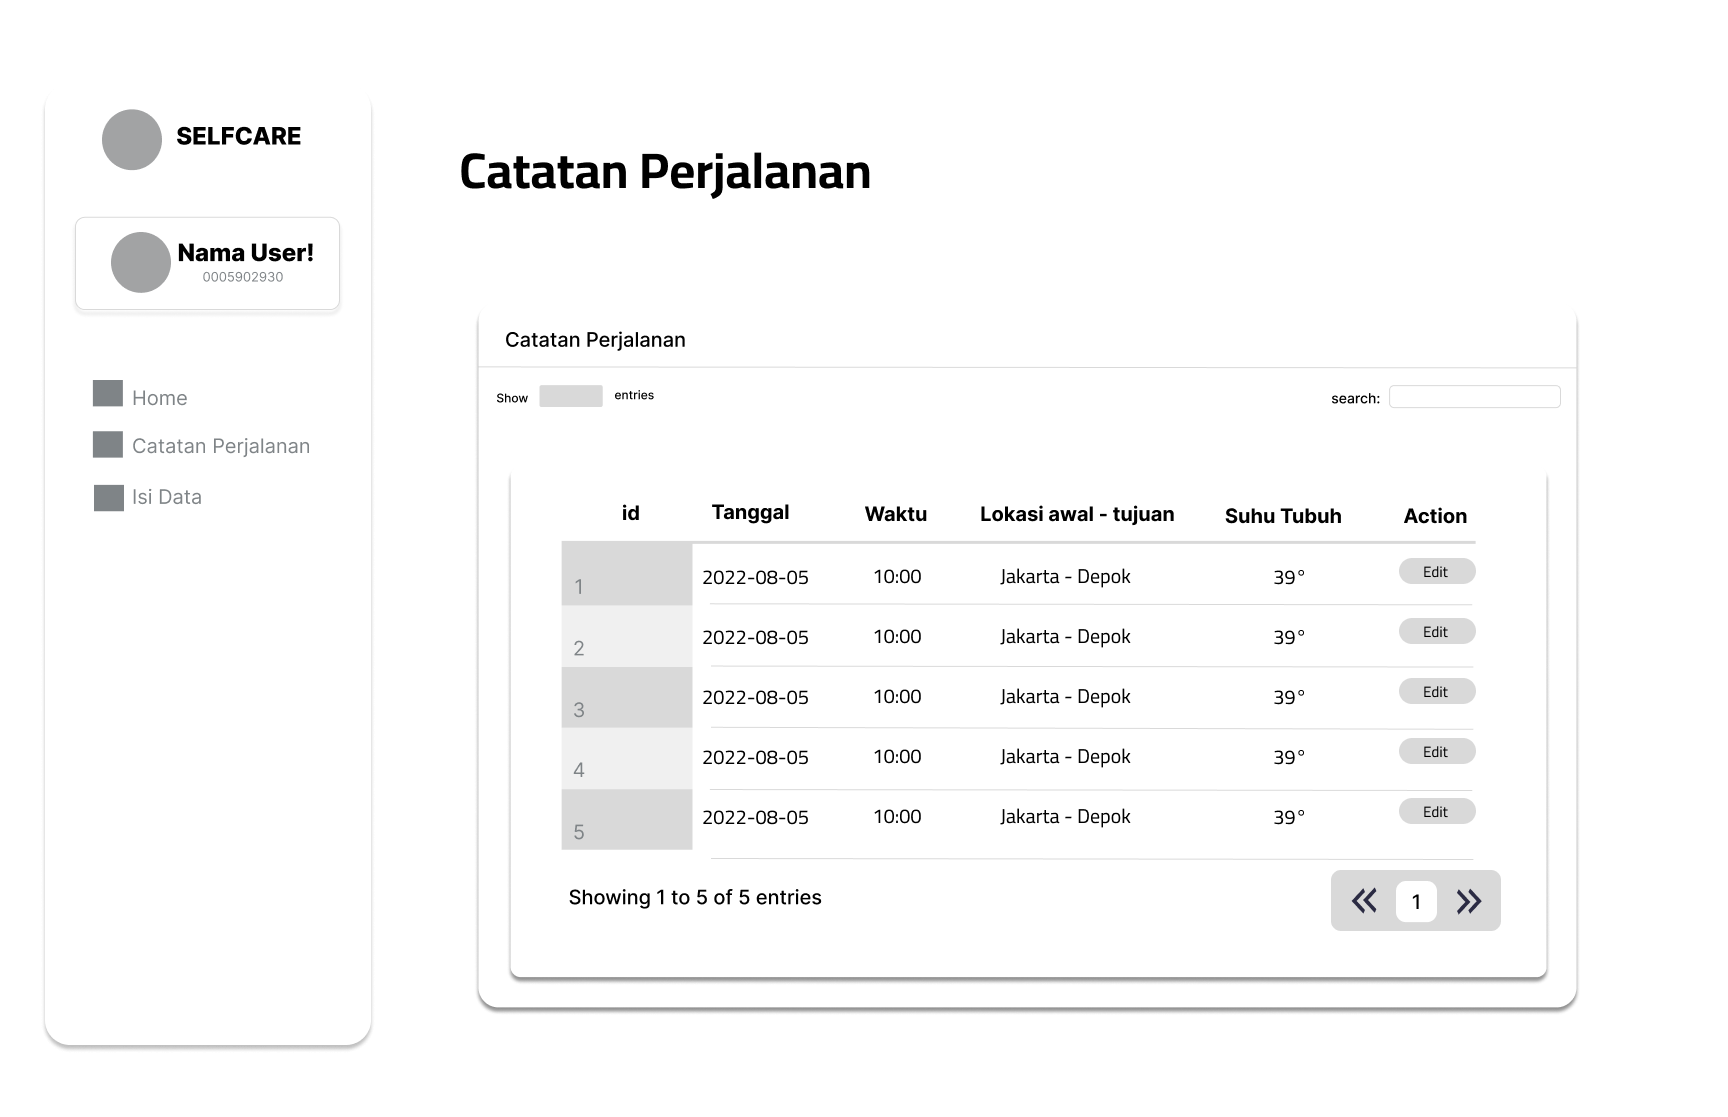 SELFCARE
Nama User!
0005902930
Home
Catatan Perjalanan
Isi Data
Catatan Perjalanan
Catatan Perjalanan
Show entries search:
id Tanggal Waktu Lokasi awal - tujuan Suhu Tubuh Action
1 2022-08-05 10:00 Jakarta - Depok 39° Edit
2 2022-08-05 10:00 Jakarta - Depok 39° Edit
3 2022-08-05 10:00 Jakarta - Depok 39° Edit
4 2022-08-05 10:00 Jakarta - Depok 39° Edit
5 2022-08-05 10:00 Jakarta - Depok 39° Edit
Showing 1 to 5 of 5 entries 1